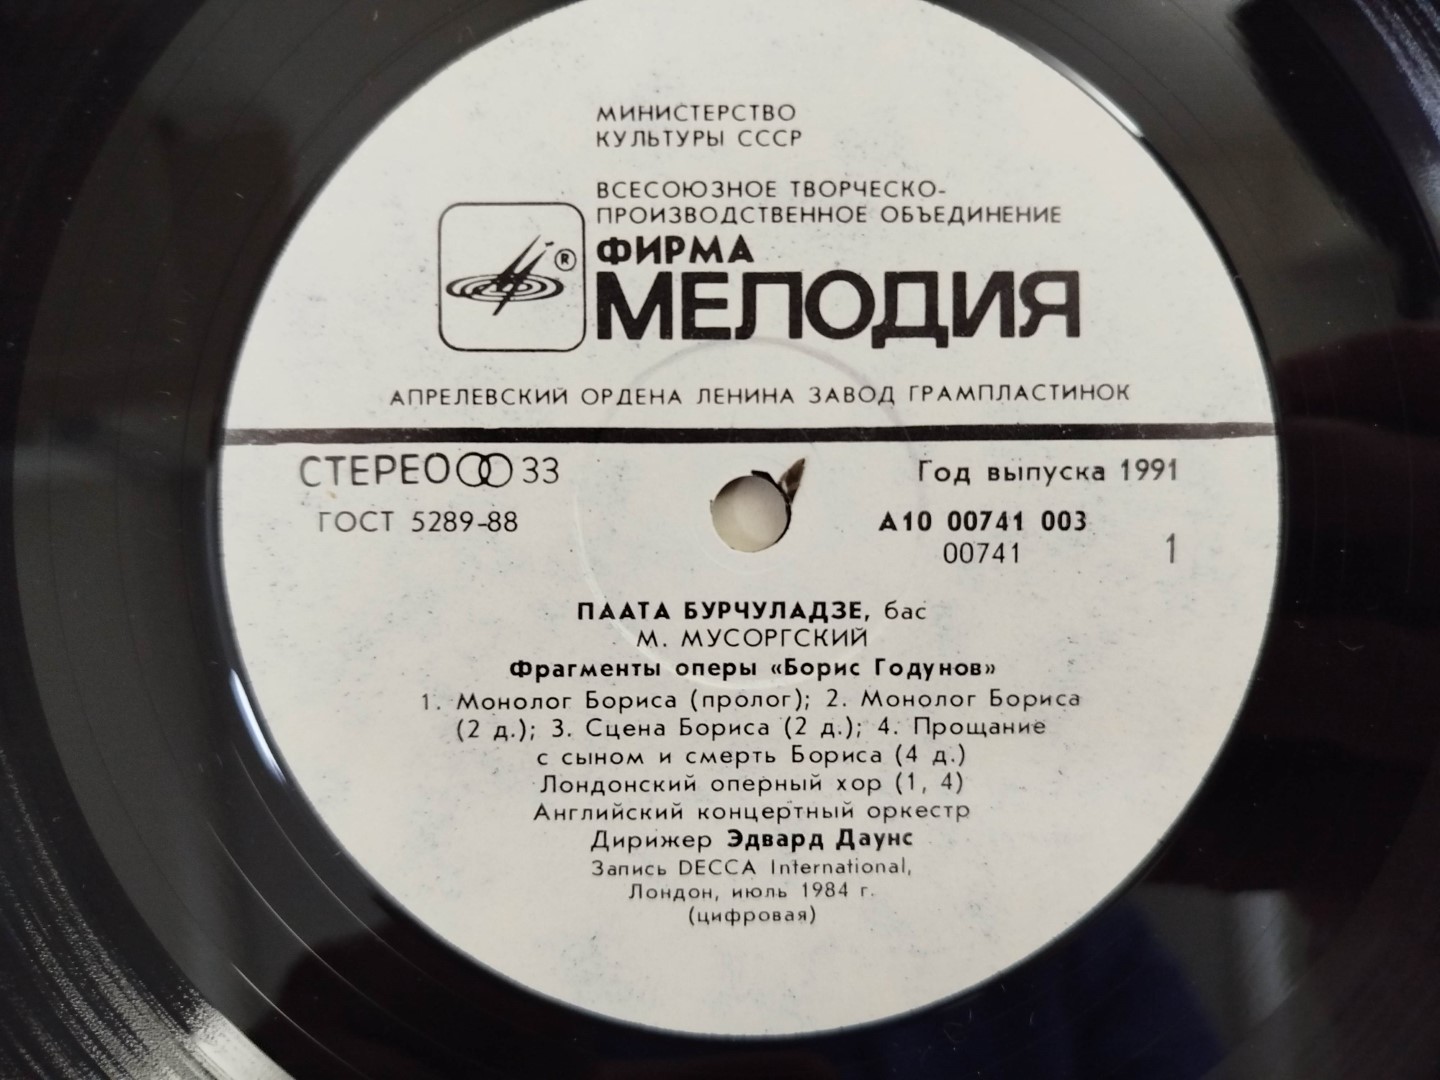 МИНИСТЕРСТВО
КУЛЬТУРЫ СССР
ВСЕСОЮЗНОЕ ТВОРЧЕСКО-
ПРОИЗВОДСТВЕННОЕ ОБЪЕДИНЕНИЕ
ФИРМА
®
МЕЛОДИЯ
АПРЕЛЕВСКИЙ ОРДЕНА ЛЕНИНА ЗАВОД ГРАМПЛАСТИНОК
СТЕРЕО 33
Год выпуска 1991
ГОСТ 5289-88
А10 00741 003
00741
1
ПААТА БУРЧУЛАДЗЕ, бас
М. МУСОРГСКИЙ
Фрагменты оперы «Борис Годунов»
1. Монолог Бориса (пролог); 2. Монолог Бориса
(2 д.); 3. Сцена Бориса (2 д.); 4. Прощание
с сыном и смерть Бориса (4 д.)
Лондонский оперный хор (1, 4)
Английский концертный оркестр
Дирижер Эдвард Даунс
Запись DECCA International,
Лондон, июль 1984 г.
(цифровая)